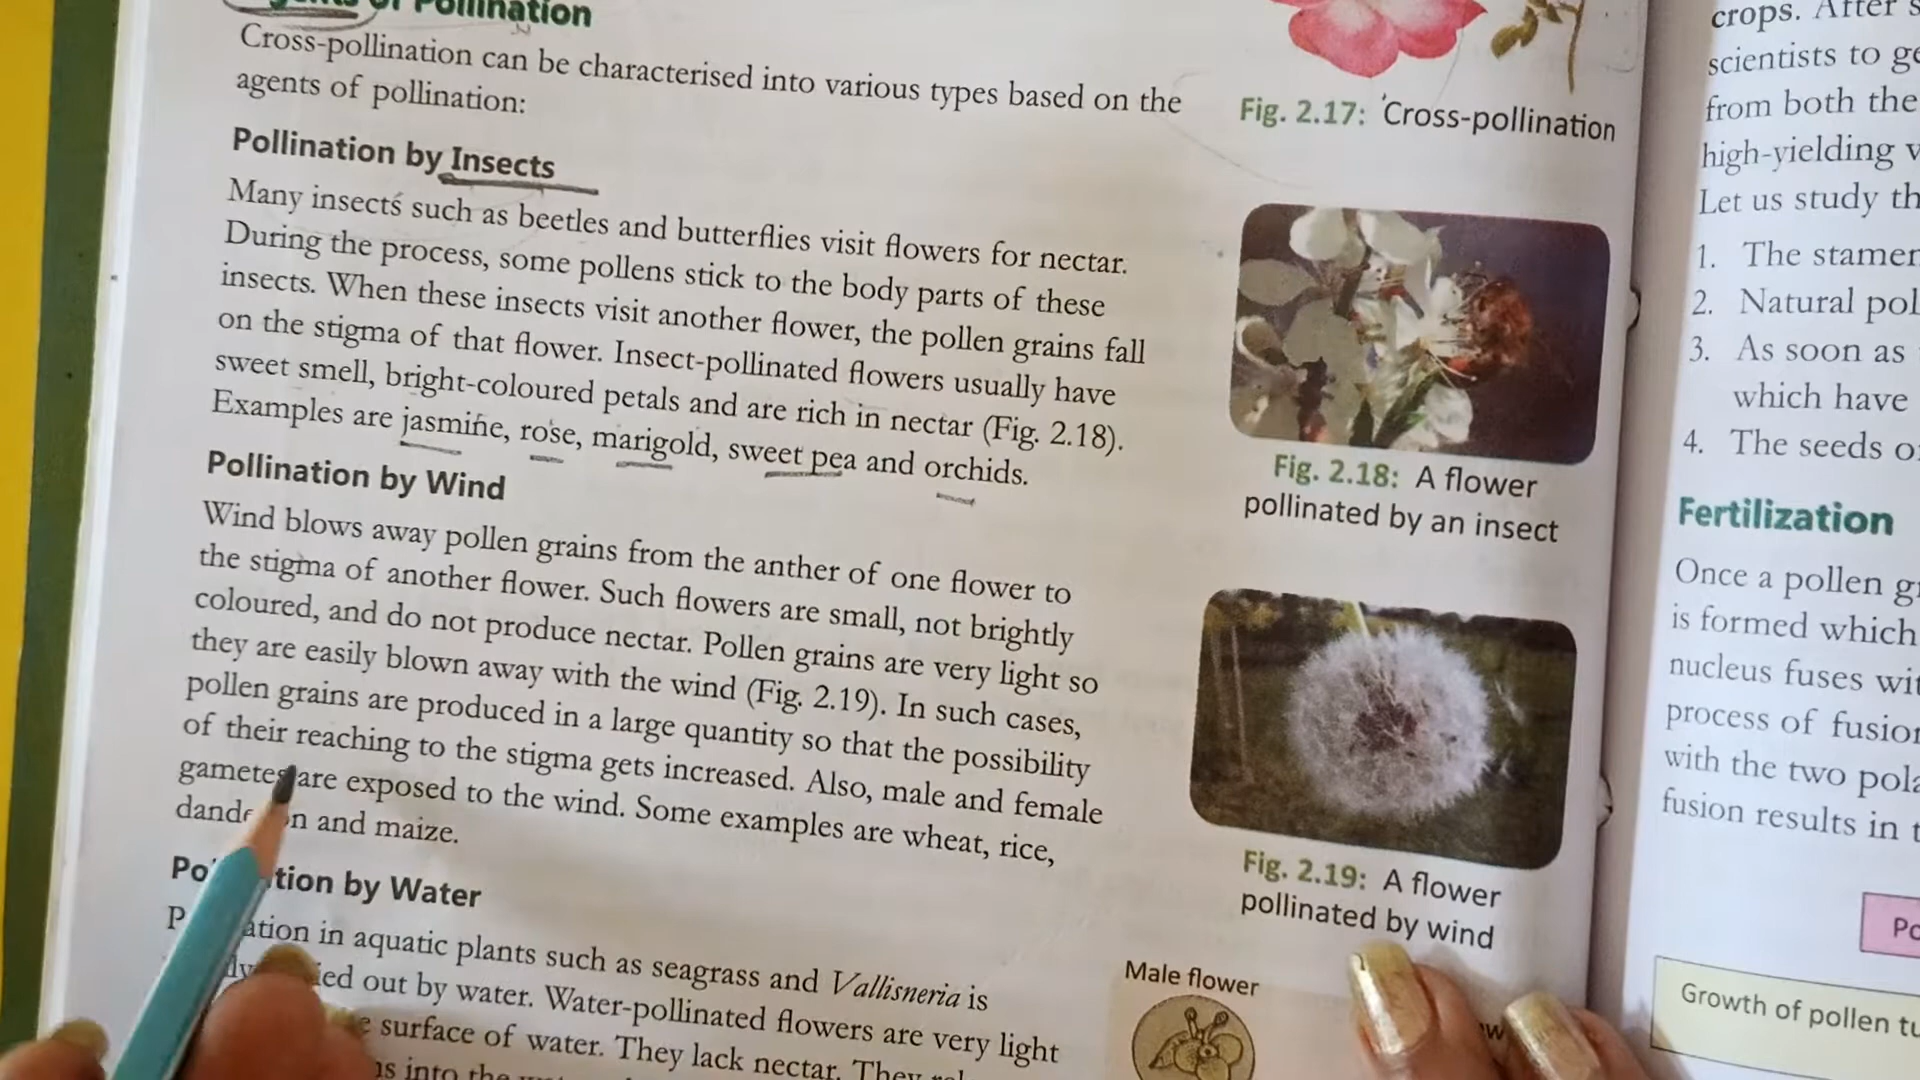 of Pollination
Cross-pollination can be characterised into various types based on the
agents of pollination:
Pollination by Insects
Many insects such as beetles and butterflies visit flowers for nectar.
During the process, some pollens stick to the body parts of these
insects. When these insects visit another flower, the pollen grains fall
on the stigma of that flower. Insect-pollinated flowers usually have
sweet smell, bright-coloured petals and are rich in nectar (Fig. 2.18).
Examples are jasmine, rose, marigold, sweet pea and orchids.
Pollination by Wind
Wind blows away pollen grains from the anther of one flower to
the stigma of another flower. Such flowers are small, not brightly
coloured, and do not produce nectar. Pollen grains are very light so
they are easily blown away with the wind (Fig. 2.19). In such cases,
pollen grains are produced in a large quantity so that the possibility
of their reaching to the stigma gets increased. Also, male and female
gametes are exposed to the wind. Some examples are wheat, rice,
and maize.
by Water
in aquatic plants such as seagrass and Vallisneria is
out by water. Water-pollinated flowers are very light
surface of water. They lack nectar. They
into the
Fig. 2.17: Cross-pollination
Fig. 2.18: A flower
pollinated by an insect
Fig. 2.19: A flower
pollinated by wind
Male flower
crops. After
scientists to
from both the
high-yielding
Let us study
1. The
2. Natural
3. As soon as
which have
4. The seeds
Fertilization
Once a pollen
is formed which
nucleus fuses
process of
with the two
fusion results in
Growth of pollen